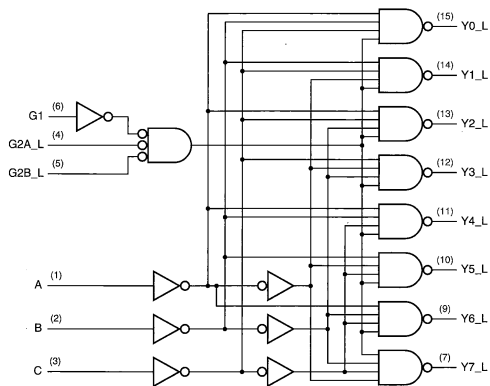 (15) Y0_L
(14) Y1_L
G1 (6)
(13) Y2_L
G2A_L (4)
G2B_L (5)
(12) Y3_L
(11) Y4_L
(10) Y5_L
A (1)
(9) Y6_L
B (2)
(7) Y7_L
C (3)